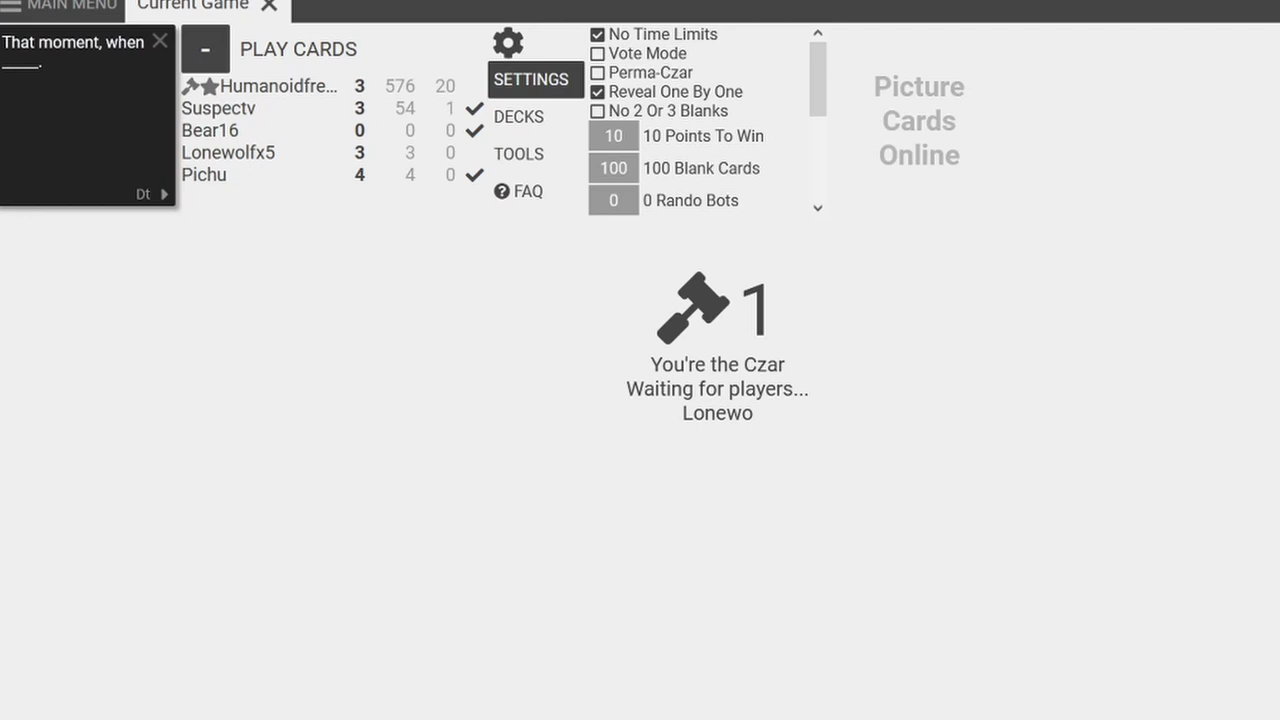 MAIN MENU
Current Game
That moment, when
____.
Dt
-
PLAY CARDS
Humanoidfre... 3 576 20
Suspectv 3 54 1
Bear16 0 0 0
Lonewolfx5 3 3 0
Pichu 4 4 0
SETTINGS
DECKS
TOOLS
FAQ
No Time Limits
Vote Mode
Perma-Czar
Reveal One By One
No 2 Or 3 Blanks
10 10 Points To Win
100 100 Blank Cards
0 0 Rando Bots
Picture
Cards
Online
1
You're the Czar
Waiting for players...
Lonewo